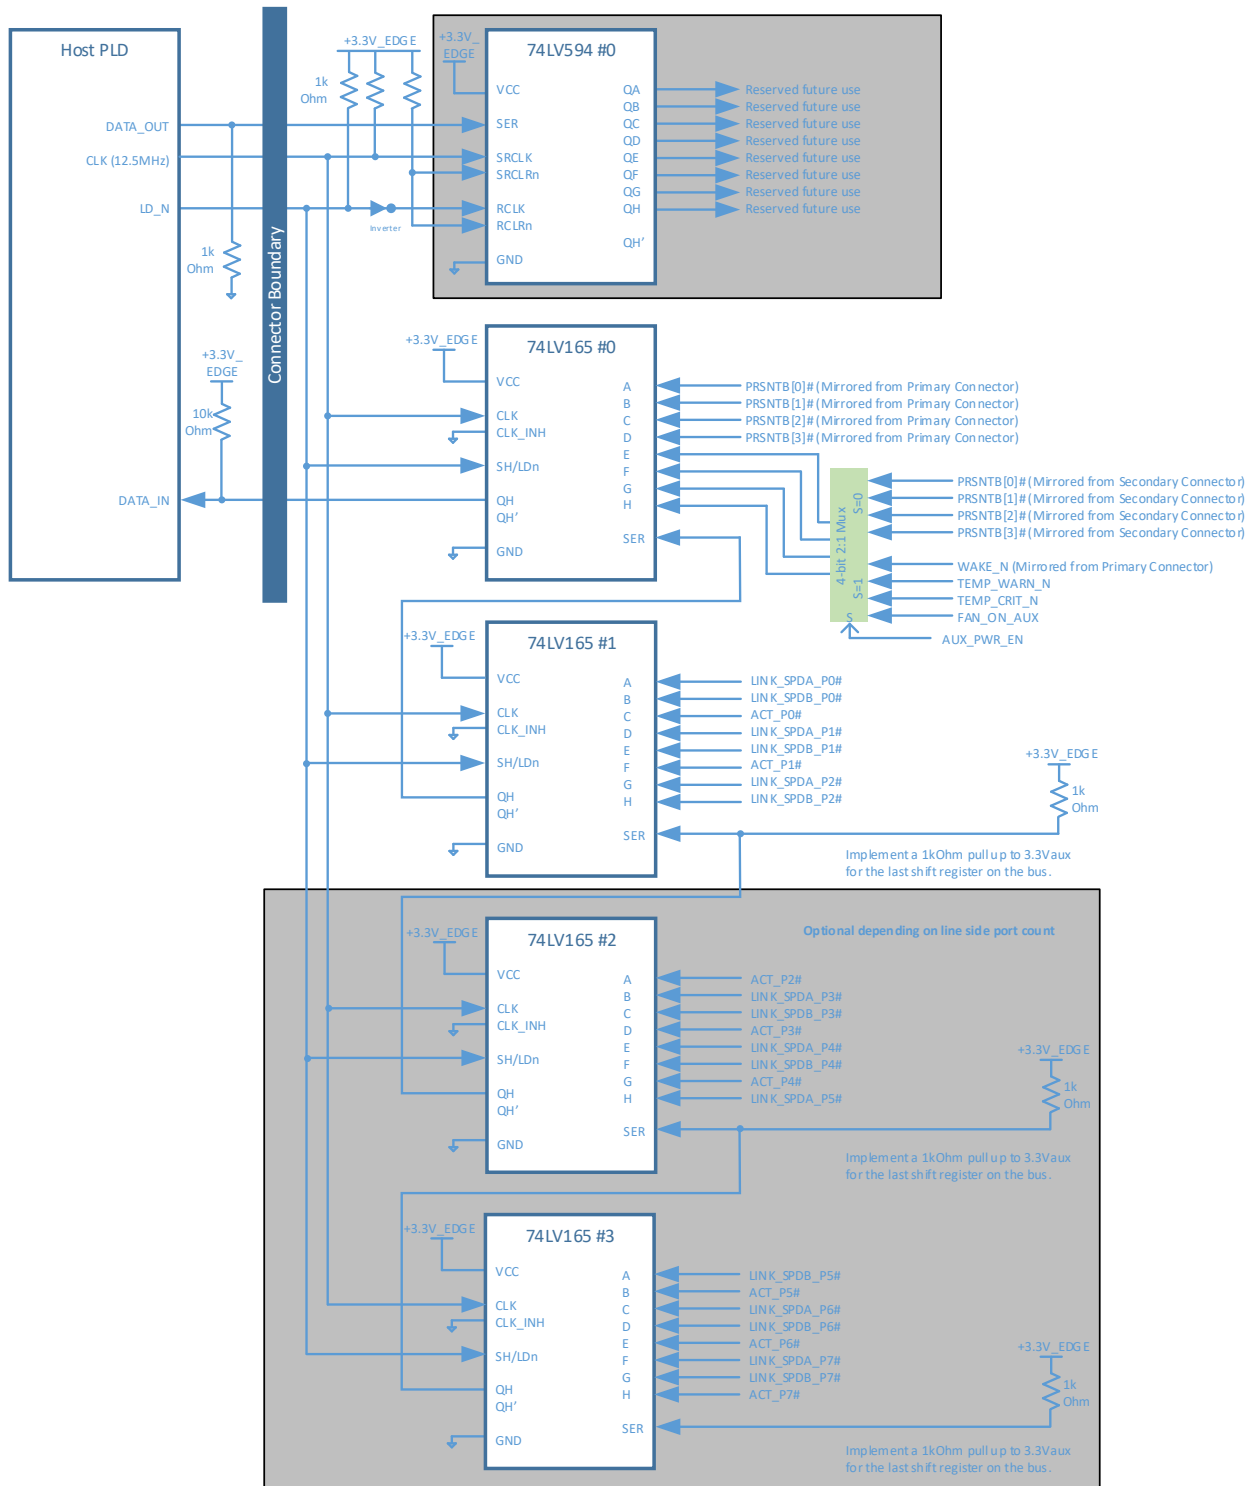 Host PLD
DATA_OUT
CLK (12.5MHz)
LD_N
1k
Ohm
+3.3V_
EDGE
10k
Ohm
DATA_IN
Connector Boundary
+3.3V_EDGE
1k
Ohm
Inverter
+3.3V_
EDGE
74LV594 #0
VCC
SER
SRCLK
SRCLRn
RCLK
RCLRn
GND
QA
QB
QC
QD
QE
QF
QG
QH
QH’
Reserved future use
Reserved future use
Reserved future use
Reserved future use
Reserved future use
Reserved future use
Reserved future use
Reserved future use
+3.3V_EDGE
74LV165 #0
VCC
CLK
CLK_INH
SH/LDn
QH
QH’
GND
A
B
C
D
E
F
G
H
SER
PRSNTB[0]# (Mirrored from Primary Connector)
PRSNTB[1]# (Mirrored from Primary Connector)
PRSNTB[2]# (Mirrored from Primary Connector)
PRSNTB[3]# (Mirrored from Primary Connector)
4-bit 2:1 Mux
S=0
S=1
S
PRSNTB[0]# (Mirrored from Secondary Connector)
PRSNTB[1]# (Mirrored from Secondary Connector)
PRSNTB[2]# (Mirrored from Secondary Connector)
PRSNTB[3]# (Mirrored from Secondary Connector)
WAKE_N (Mirrored from Primary Connector)
TEMP_WARN_N
TEMP_CRIT_N
FAN_ON_AUX
AUX_PWR_EN
+3.3V_EDGE
74LV165 #1
VCC
CLK
CLK_INH
SH/LDn
QH
QH’
GND
A
B
C
D
E
F
G
H
SER
LINK_SPDA_P0#
LINK_SPDB_P0#
ACT_P0#
LINK_SPDA_P1#
LINK_SPDB_P1#
ACT_P1#
LINK_SPDA_P2#
LINK_SPDB_P2#
+3.3V_EDGE
1k
Ohm
Implement a 1kOhm pull up to 3.3Vaux
for the last shift register on the bus.
Optional depending on line side port count
+3.3V_EDGE
74LV165 #2
VCC
CLK
CLK_INH
SH/LDn
QH
QH’
GND
A
B
C
D
E
F
G
H
SER
ACT_P2#
LINK_SPDA_P3#
LINK_SPDB_P3#
ACT_P3#
LINK_SPDA_P4#
LINK_SPDB_P4#
ACT_P4#
LINK_SPDA_P5#
+3.3V_EDGE
1k
Ohm
Implement a 1kOhm pull up to 3.3Vaux
for the last shift register on the bus.
+3.3V_EDGE
74LV165 #3
VCC
CLK
CLK_INH
SH/LDn
QH
QH’
GND
A
B
C
D
E
F
G
H
SER
LINK_SPDB_P5#
ACT_P5#
LINK_SPDA_P6#
LINK_SPDB_P6#
ACT_P6#
LINK_SPDA_P7#
LINK_SPDB_P7#
ACT_P7#
+3.3V_EDGE
1k
Ohm
Implement a 1kOhm pull up to 3.3Vaux
for the last shift register on the bus.